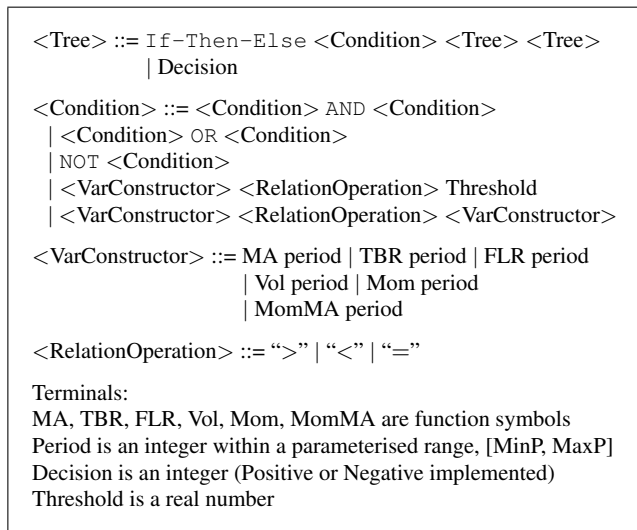 <Tree> ::= If-Then-Else <Condition> <Tree> <Tree>
| Decision
<Condition> ::= <Condition> AND <Condition>
| <Condition> OR <Condition>
| NOT <Condition>
| <VarConstructor> <RelationOperation> Threshold
| <VarConstructor> <RelationOperation> <VarConstructor>
<VarConstructor> ::= MA period | TBR period | FLR period
| Vol period | Mom period
| MomMA period
<RelationOperation> ::= “>” | “<” | “=”
Terminals:
MA, TBR, FLR, Vol, Mom, MomMA are function symbols
Period is an integer within a parameterised range, [MinP, MaxP]
Decision is an integer (Positive or Negative implemented)
Threshold is a real number